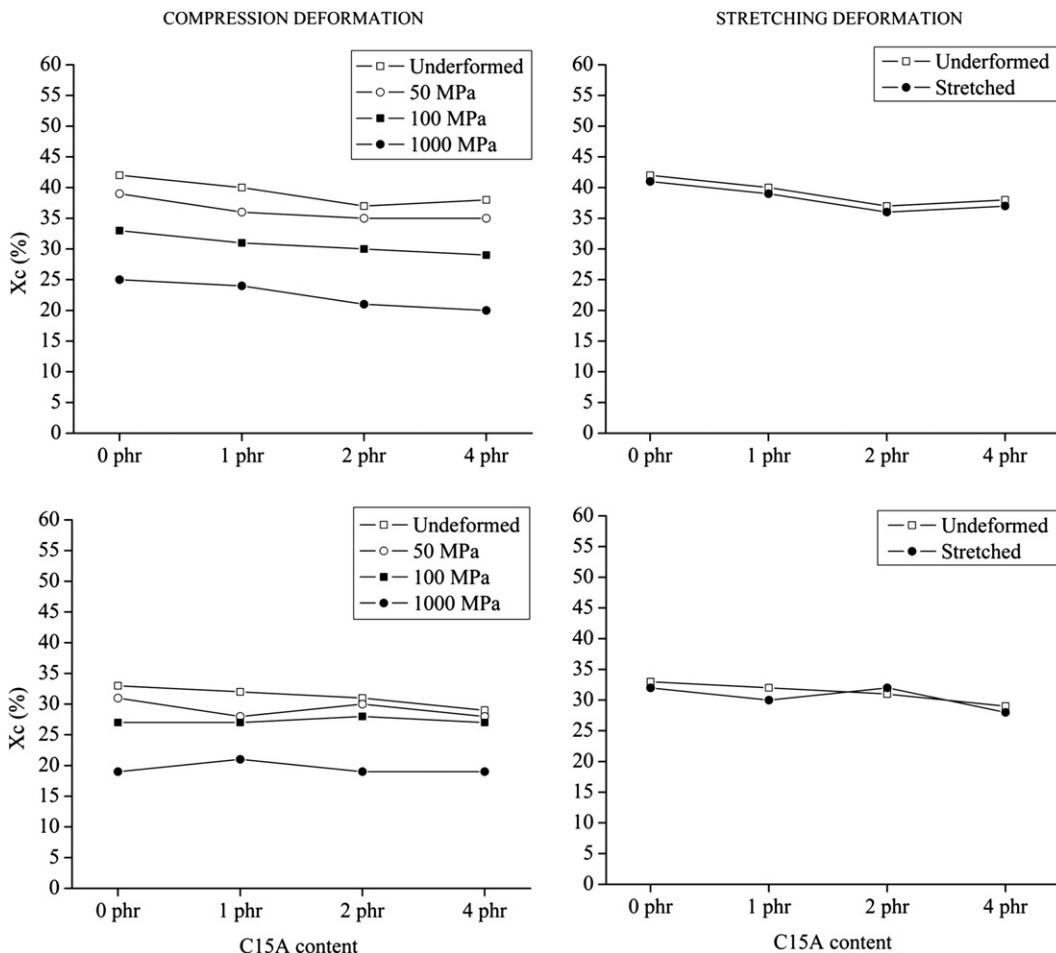 COMPRESSION DEFORMATION
STRETCHING DEFORMATION
Underformed
50 MPa
100 MPa
1000 MPa
60
55
50
45
40
35
30
25
20
15
10
5
0
Xc (%)
0 phr 1 phr 2 phr 4 phr
Underformed
Stretched
60
55
50
45
40
35
30
25
20
15
10
5
0
0 phr 1 phr 2 phr 4 phr
Undeformed
50 MPa
100 MPa
1000 MPa
60
55
50
45
40
35
30
25
20
15
10
5
0
Xc (%)
0 phr 1 phr 2 phr 4 phr
C15A content
Undeformed
Stretched
60
55
50
45
40
35
30
25
20
15
10
5
0
0 phr 1 phr 2 phr 4 phr
C15A content